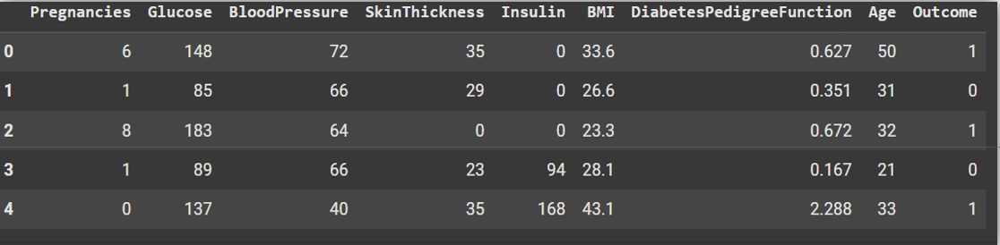 Pregnancies Glucose BloodPressure SkinThickness Insulin BMI DiabetesPedigreeFunction Age Outcome
0 6 148 72 35 0 33.6 0.627 50 1
1 1 85 66 29 0 26.6 0.351 31 0
2 8 183 64 0 0 23.3 0.672 32 1
3 1 89 66 23 94 28.1 0.167 21 0
4 0 137 40 35 168 43.1 2.288 33 1